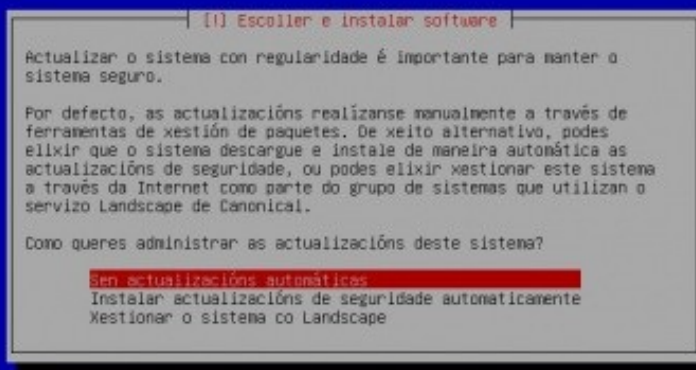 [!] Escoller e instalar software
Actualizar o sistema con regularidade é importante para manter o
sistema seguro.
Por defecto, as actualizacións realízanse manualmente a través de
ferramentas de xestión de paquetes. De xeito alternativo, podes
elixir que o sistema descargue e instale de maneira automática as
actualizacións de seguridade, ou podes elixir xestionar este sistema
a través da Internet como parte do grupo de sistemas que utilizan o
servizo Landscape de Canonical.
Como queres administrar as actualizacións deste sistema?
Sen actualizacións automáticas
Instalar actualizacións de seguridade automaticamente
Xestionar o sistema co Landscape